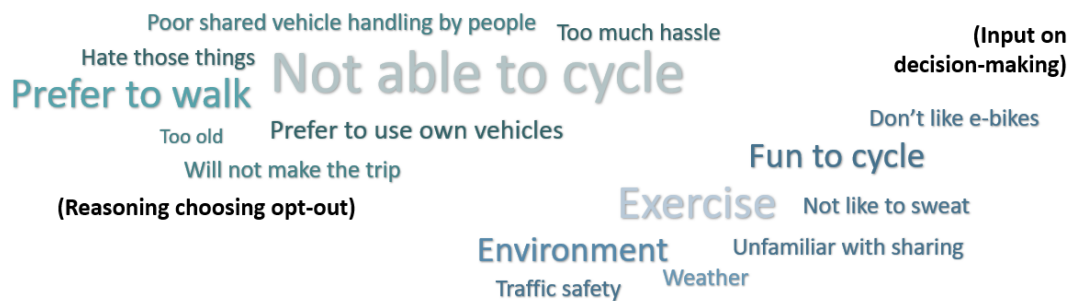 Poor shared vehicle handling by people
Too much hassle
Hate those things
Not able to cycle
Prefer to walk
Too old
Prefer to use own vehicles
Will not make the trip
(Reasoning choosing opt-out)
(Input on
decision-making)
Don't like e-bikes
Fun to cycle
Exercise
Not like to sweat
Environment
Unfamiliar with sharing
Weather
Traffic safety